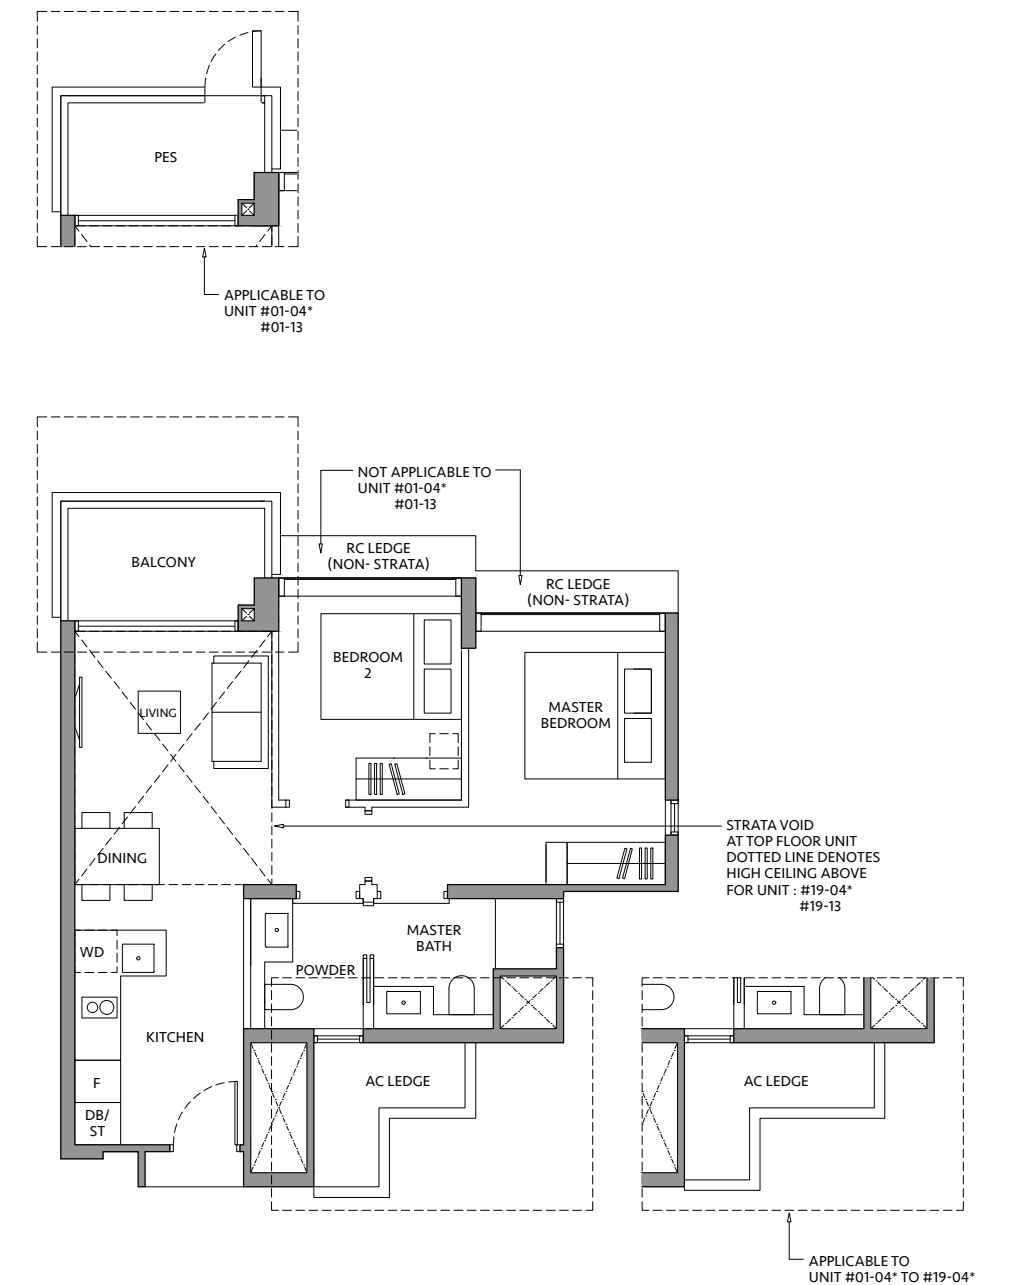 PES
APPLICABLE TO
UNIT #01-04*
#01-13
NOT APPLICABLE TO
UNIT #01-04*
#01-13
RC LEDGE
(NON- STRATA)
BALCONY
RC LEDGE
(NON- STRATA)
BEDROOM
2
LIVING
MASTER
BEDROOM
STRATA VOID
AT TOP FLOOR UNIT
DOTTED LINE DENOTES
HIGH CEILING ABOVE
FOR UNIT : #19-04*
#19-13
DINING
MASTER
BATH
WD
POWDER
KITCHEN
F
DB/
ST
AC LEDGE
AC LEDGE
APPLICABLE TO
UNIT #01-04* TO #19-04*